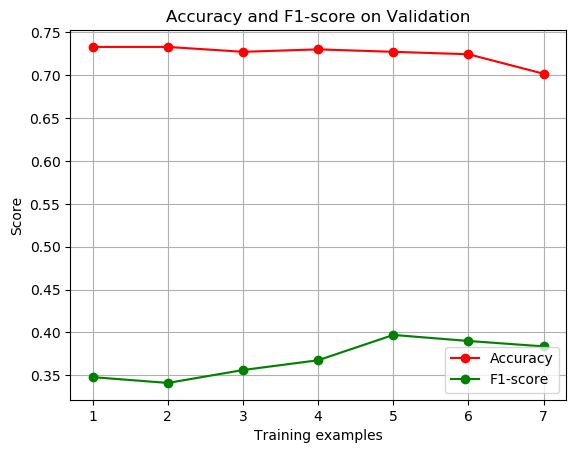 Accuracy and F1-score on Validation
0.75
0.70
0.65
0.60
0.55
0.50
0.45
0.40
0.35
Score
Accuracy
F1-score
1 2 3 4 5 6 7
Training examples